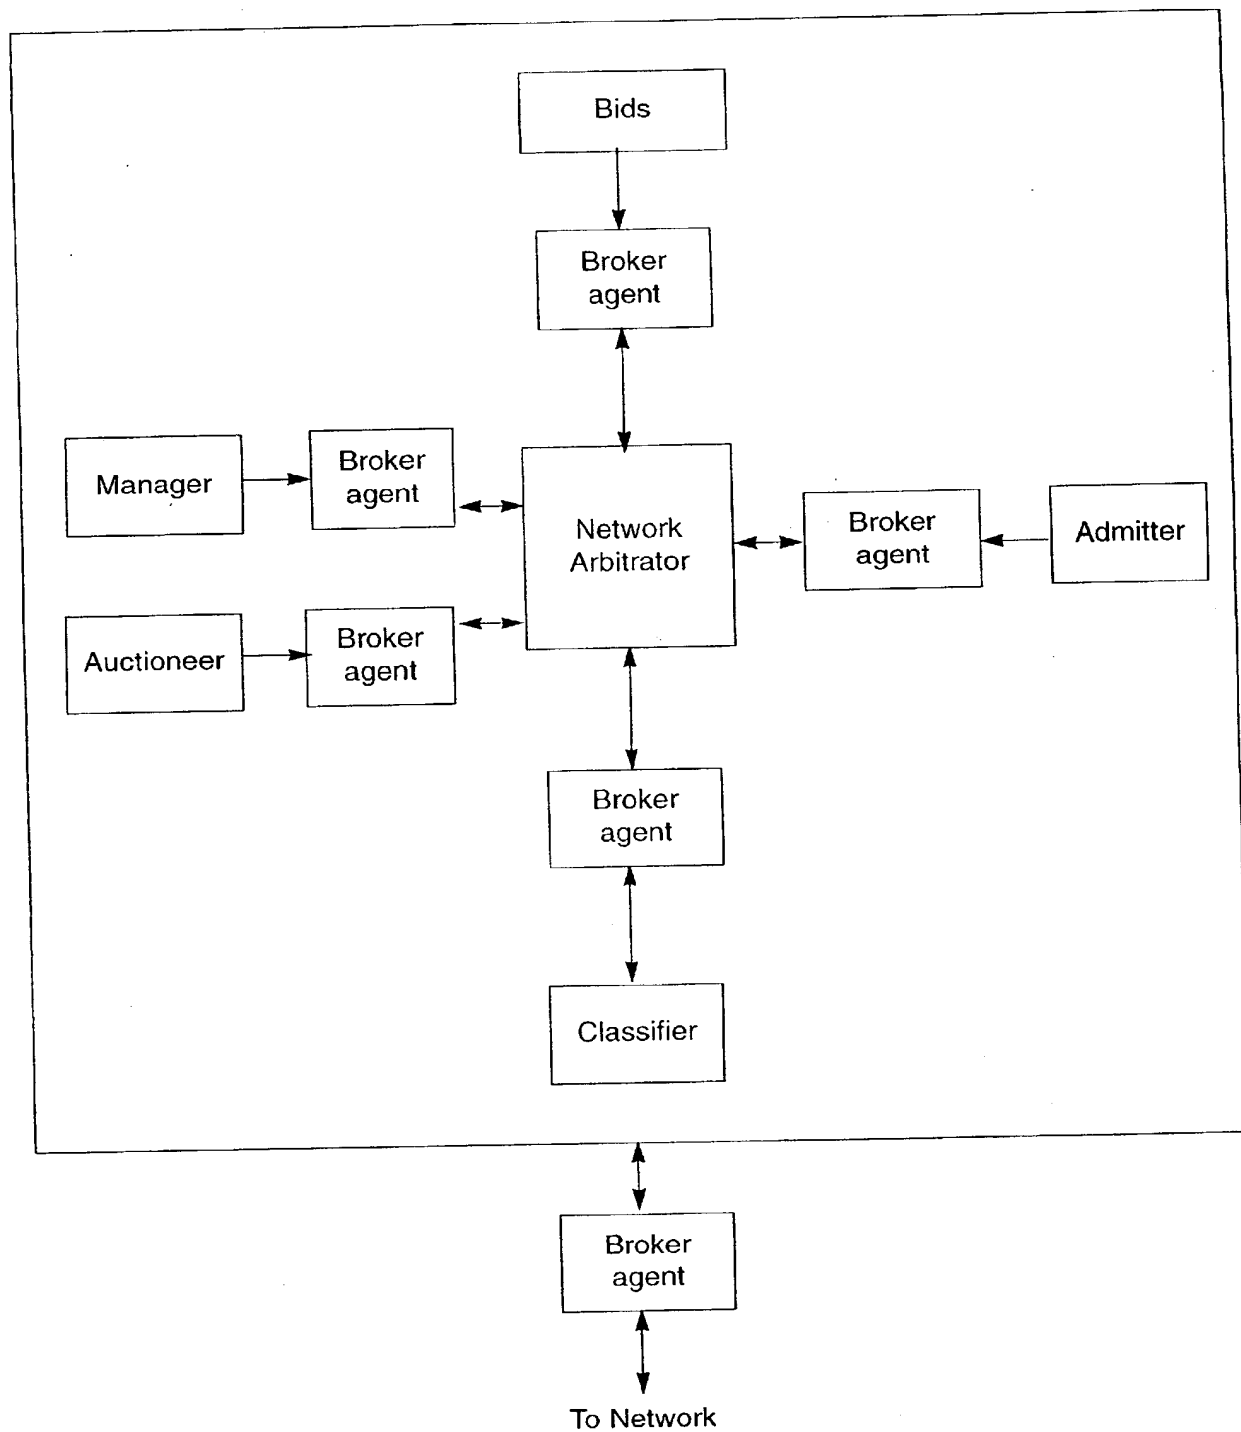 Bids
Broker
agent
Manager
Broker
agent
Network
Arbitrator
Broker
agent
Admitter
Auctioneer
Broker
agent
Broker
agent
Classifier
Broker
agent
To Network